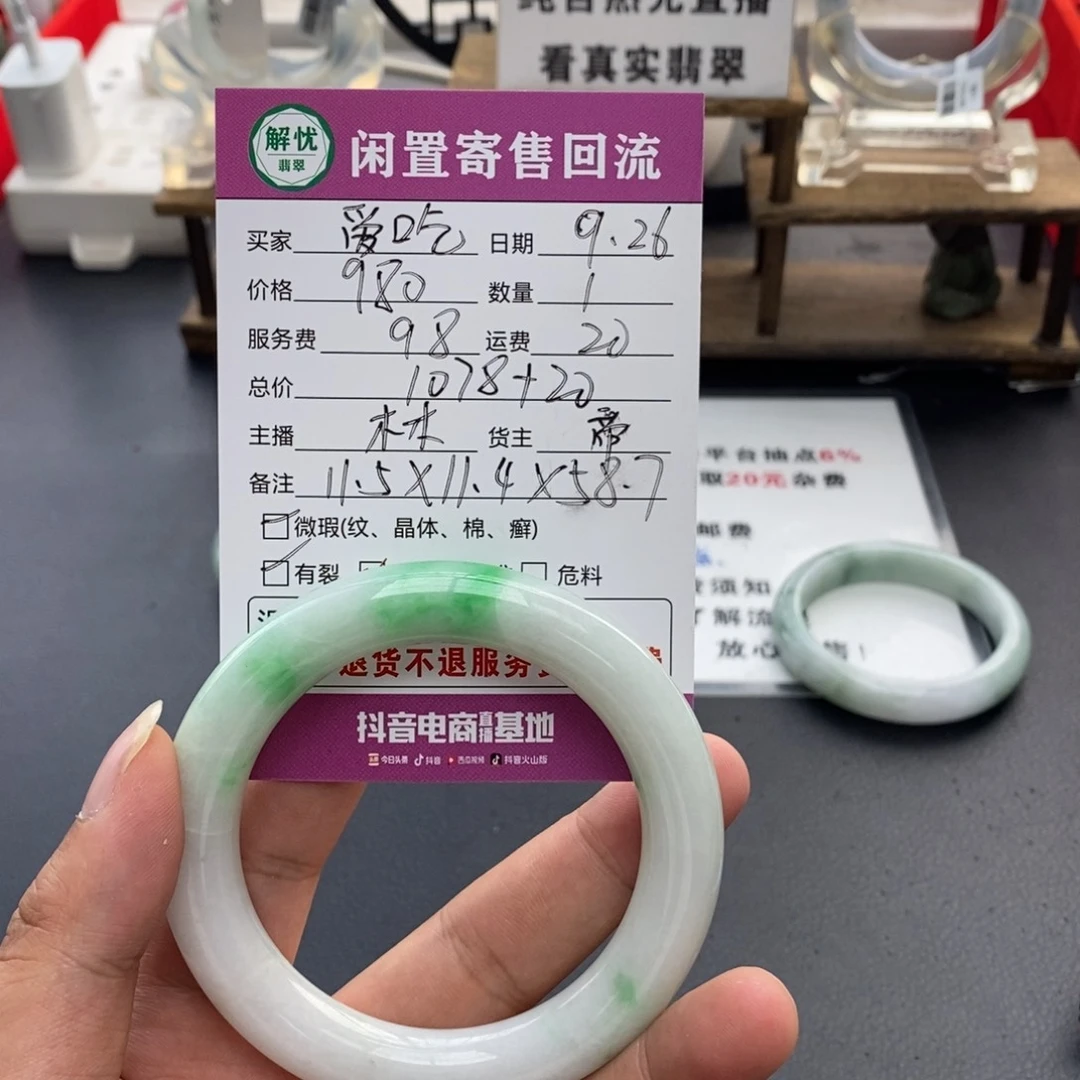 看真实翡翠
解忧
翡翠
闲置寄售回流
买家 爱吃 日期 9.26
价格 980 数量 1
服务费 98 运费 20
总价 1078+20
主播 木木 货主
备注 11.5X11.4X58.7
微瑕(纹、晶体、棉、癣)
有裂 危料
退货不退服务
抖音电商直播基地
今日头条 抖音 西瓜视频 抖音火山版
平台抽点6%
取20元杂费
邮费
须知
了解流
放心 售!